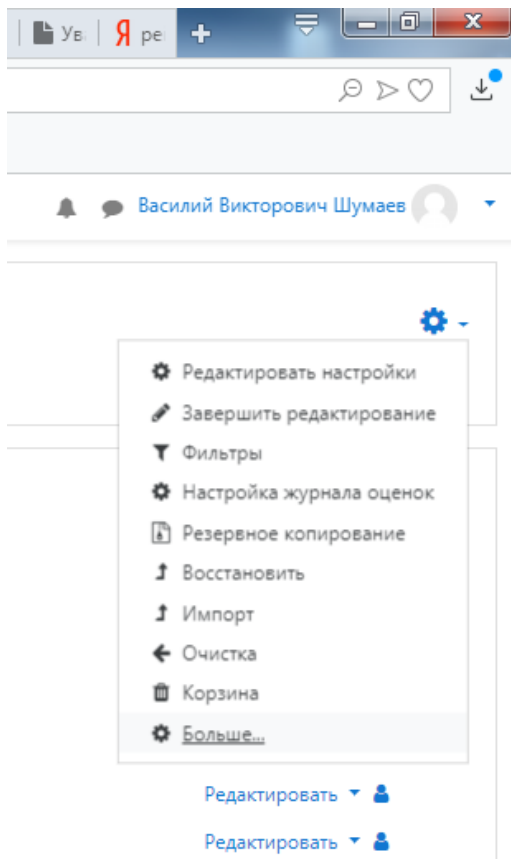 Ув Я ре
Василий Викторович Шумаев
Редактировать настройки
Завершить редактирование
Фильтры
Настройка журнала оценок
Резервное копирование
Восстановить
Импорт
Очистка
Корзина
Больше...
Редактировать
Редактировать